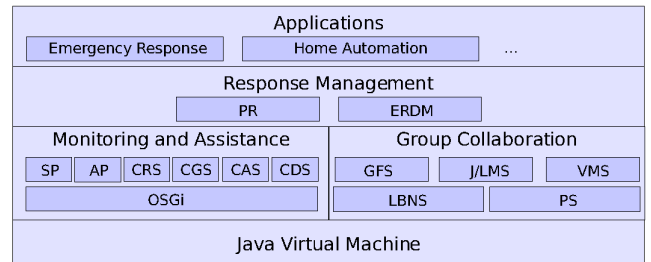 Applications
Emergency Response Home Automation ...
Response Management
PR ERDM
Monitoring and Assistance Group Collaboration
SP AP CRS CGS CAS CDS GFS J/LMS VMS
OSGi LBNS PS
Java Virtual Machine